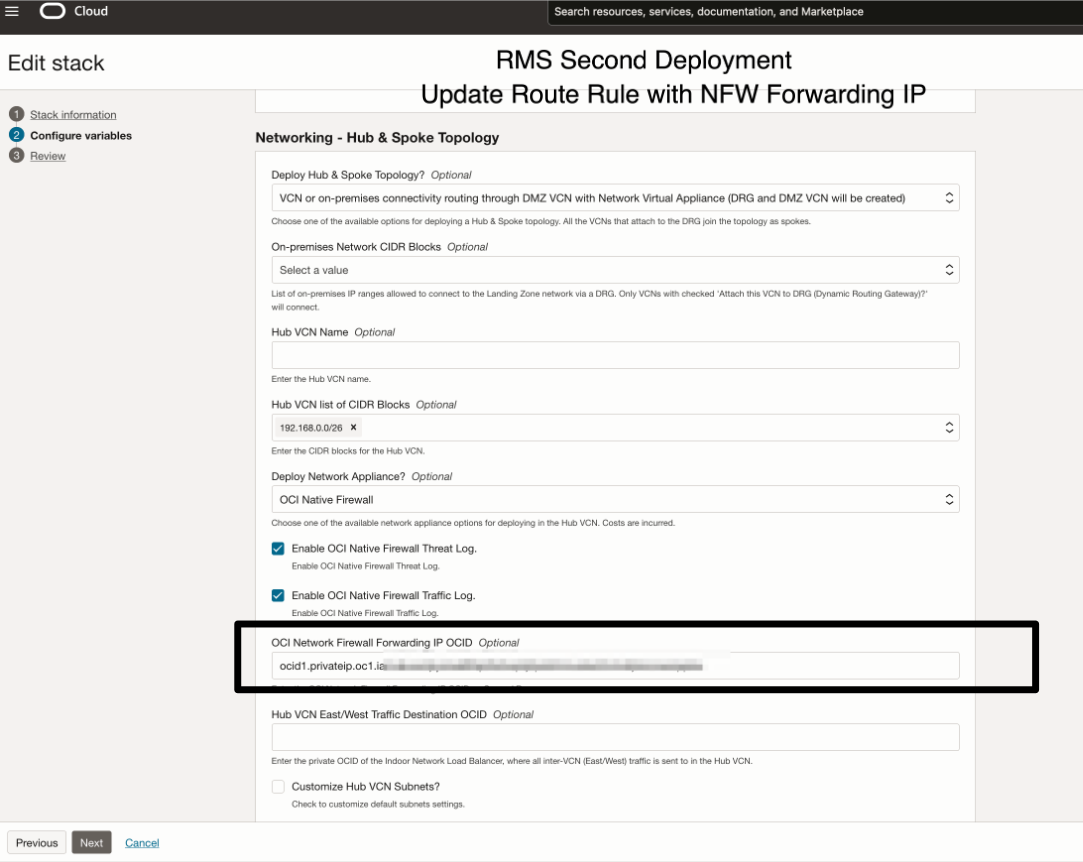 Cloud
Search resources, services, documentation, and Marketplace
Edit stack
RMS Second Deployment
Update Route Rule with NFW Forwarding IP
1 Stack information
2 Configure variables
3 Review
Networking - Hub & Spoke Topology
Deploy Hub & Spoke Topology? Optional
VCN or on-premises connectivity routing through DMZ VCN with Network Virtual Appliance (DRG and DMZ VCN will be created)
Choose one of the available options for deploying a Hub & Spoke topology. All the VCNs that attach to the DRG join the topology as spokes.
On-premises Network CIDR Blocks Optional
Select a value
List of on-premises IP ranges allowed to connect to the Landing Zone network via a DRG. Only VCNs with checked 'Attach this VCN to DRG (Dynamic Routing Gateway)?'
will connect.
Hub VCN Name Optional
Enter the Hub VCN name.
Hub VCN list of CIDR Blocks Optional
192.168.0.0/26 ×
Enter the CIDR blocks for the Hub VCN.
Deploy Network Appliance? Optional
OCI Native Firewall
Choose one of the available network appliance options for deploying in the Hub VCN. Costs are incurred.
Enable OCI Native Firewall Threat Log.
Enable OCI Native Firewall Threat Log.
Enable OCI Native Firewall Traffic Log.
Enable OCI Native Firewall Traffic Log.
OCI Network Firewall Forwarding IP OCID Optional
ocid1.privateip.oc1.ia
Hub VCN East/West Traffic Destination OCID Optional
Enter the private OCID of the Indoor Network Load Balancer, where all inter-VCN (East/West) traffic is sent to in the Hub VCN.
Customize Hub VCN Subnets?
Check to customize default subnets settings.
Previous Next Cancel